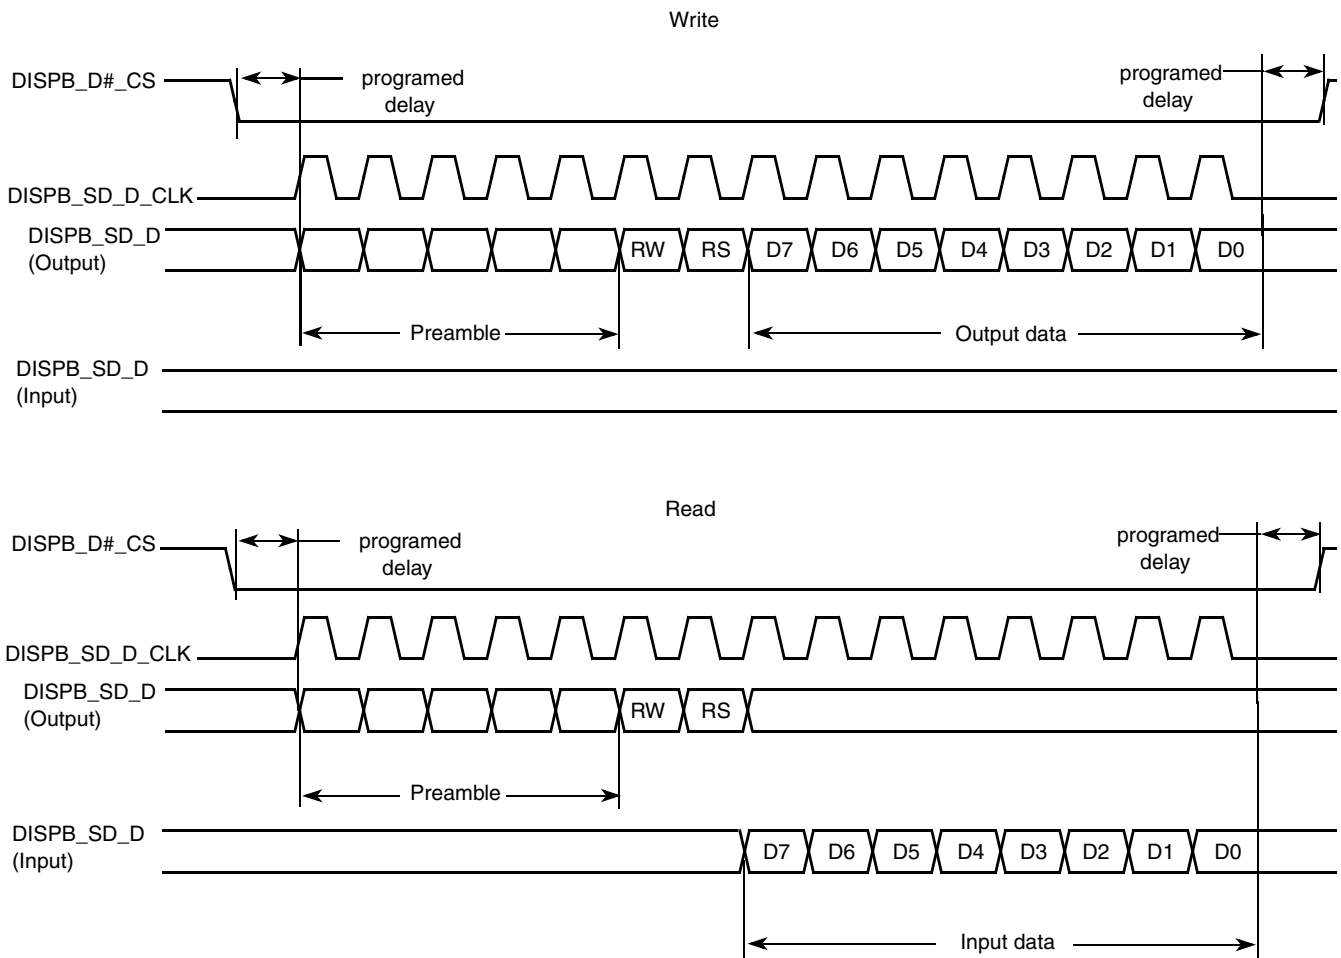 Write
DISPB_D#_CS
programed
delay
programed
delay
DISPB_SD_D_CLK
DISPB_SD_D
(Output)
RW RS D7 D6 D5 D4 D3 D2 D1 D0
Preamble
Output data
DISPB_SD_D
(Input)
Read
DISPB_D#_CS
programed
delay
programed
delay
DISPB_SD_D_CLK
DISPB_SD_D
(Output)
RW RS
Preamble
DISPB_SD_D
(Input)
D7 D6 D5 D4 D3 D2 D1 D0
Input data